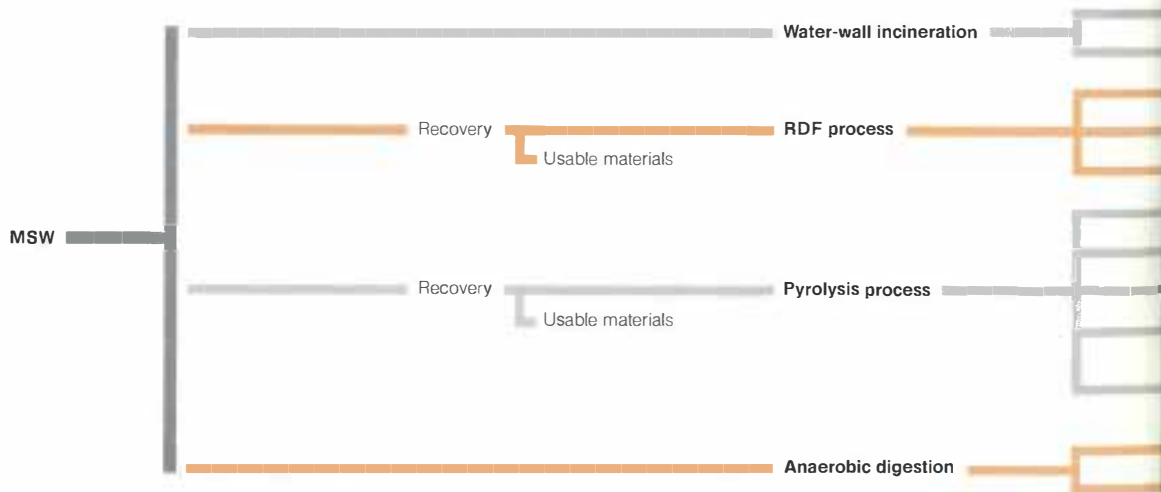 Water-wall incineration
Recovery
RDF process
Usable materials
MSW
Recovery
Pyrolysis process
Usable materials
Anaerobic digestion